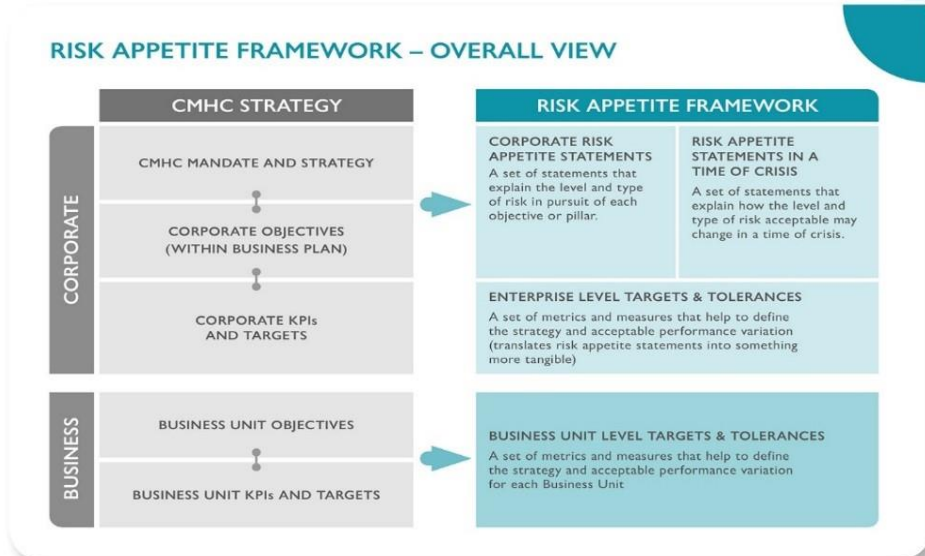 RISK APPETITE FRAMEWORK – OVERALL VIEW
CMHC STRATEGY
CORPORATE
CMHC MANDATE AND STRATEGY
CORPORATE OBJECTIVES
(WITHIN BUSINESS PLAN)
CORPORATE KPIs
AND TARGETS
BUSINESS
BUSINESS UNIT OBJECTIVES
BUSINESS UNIT KPIs AND TARGETS
RISK APPETITE FRAMEWORK
CORPORATE RISK
APPETITE STATEMENTS
A set of statements that
explain the level and type
of risk in pursuit of each
objective or pillar.
RISK APPETITE
STATEMENTS IN A
TIME OF CRISIS
A set of statements that
explain how the level and
type of risk acceptable may
change in a time of crisis.
ENTERPRISE LEVEL TARGETS & TOLERANCES
A set of metrics and measures that help to define
the strategy and acceptable performance variation
(translates risk appetite statements into something
more tangible)
BUSINESS UNIT LEVEL TARGETS & TOLERANCES
A set of metrics and measures that help to define
the strategy and acceptable performance variation
for each Business Unit